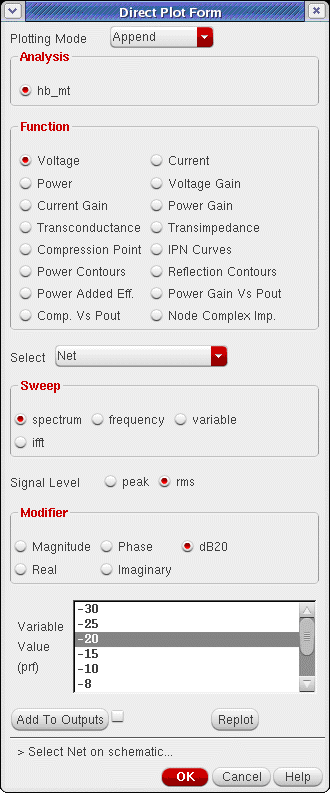 Direct Plot Form
Plotting Mode Append
Analysis
hb_mt
Function
Voltage Current
Power Voltage Gain
Current Gain Power Gain
Transconductance Transimpedance
Compression Point IPN Curves
Power Contours Reflection Contours
Power Added Eff. Power Gain Vs Pout
Comp. Vs Pout Node Complex Imp.
Select Net
Sweep
spectrum frequency variable
ifft
Signal Level peak rms
Modifier
Magnitude Phase dB20
Real Imaginary
Variable
Value
(prf)
-30
-25
-20
-15
-10
-8
Add To Outputs Replot
> Select Net on schematic...
OK Cancel Help